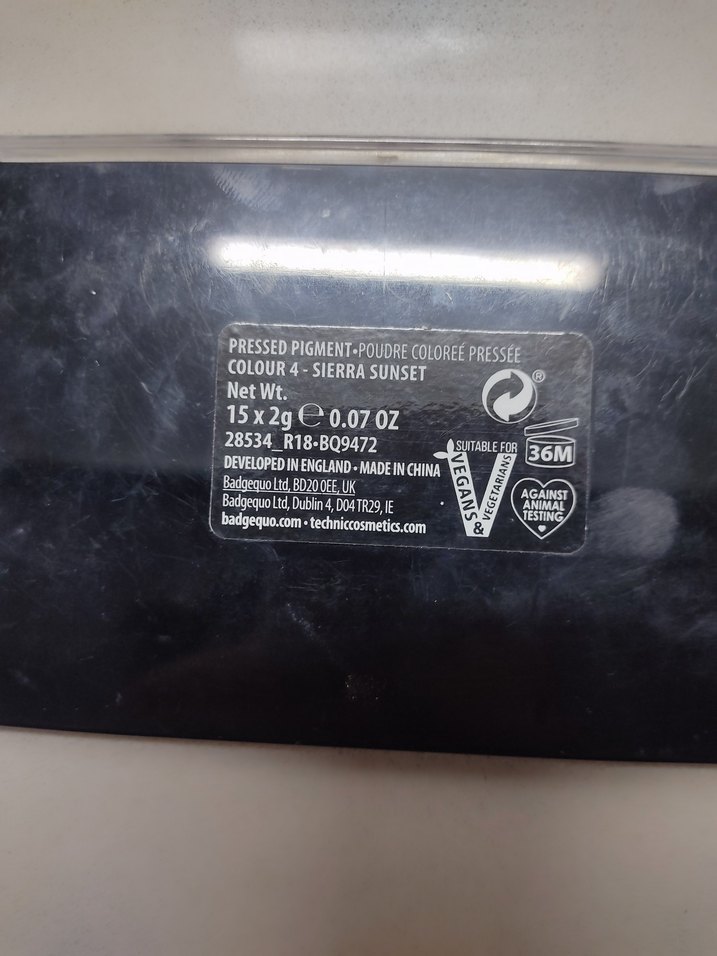 PRESSED PIGMENT•POUDRE COLOREÉ PRESSÉE
COLOUR 4 - SIERRA SUNSET
Net Wt.
15 x 2g ℮ 0.07 OZ
28534_R18•BQ9472
DEVELOPED IN ENGLAND • MADE IN CHINA
Badgequo Ltd, BD20 0EE, UK
Badgequo Ltd, Dublin 4, D04 TR29, IE
badgequo.com • techniccosmetics.com
®
36M
SUITABLE FOR
VEGANS &
VEGETARIANS
AGAINST
ANIMAL
TESTING